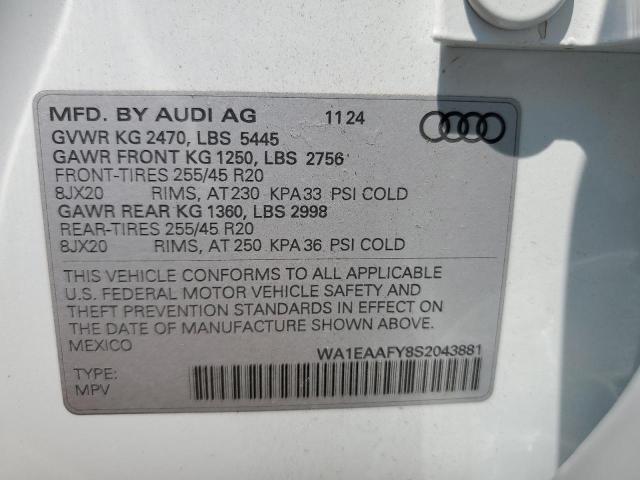 MFD. BY AUDI AG 11 24
GVWR KG 2470, LBS 5445
GAWR FRONT KG 1250, LBS 2756
FRONT-TIRES 255/45 R20
8JX20 RIMS, AT 230 KPA 33 PSI COLD
GAWR REAR KG 1360, LBS 2998
REAR-TIRES 255/45 R20
8JX20 RIMS, AT 250 KPA 36 PSI COLD
THIS VEHICLE CONFORMS TO ALL APPLICABLE
U.S. FEDERAL MOTOR VEHICLE SAFETY AND
THEFT PREVENTION STANDARDS IN EFFECT ON
THE DATE OF MANUFACTURE SHOWN ABOVE.
MEXICO WA1EAAFY8S2043881
TYPE:
MPV